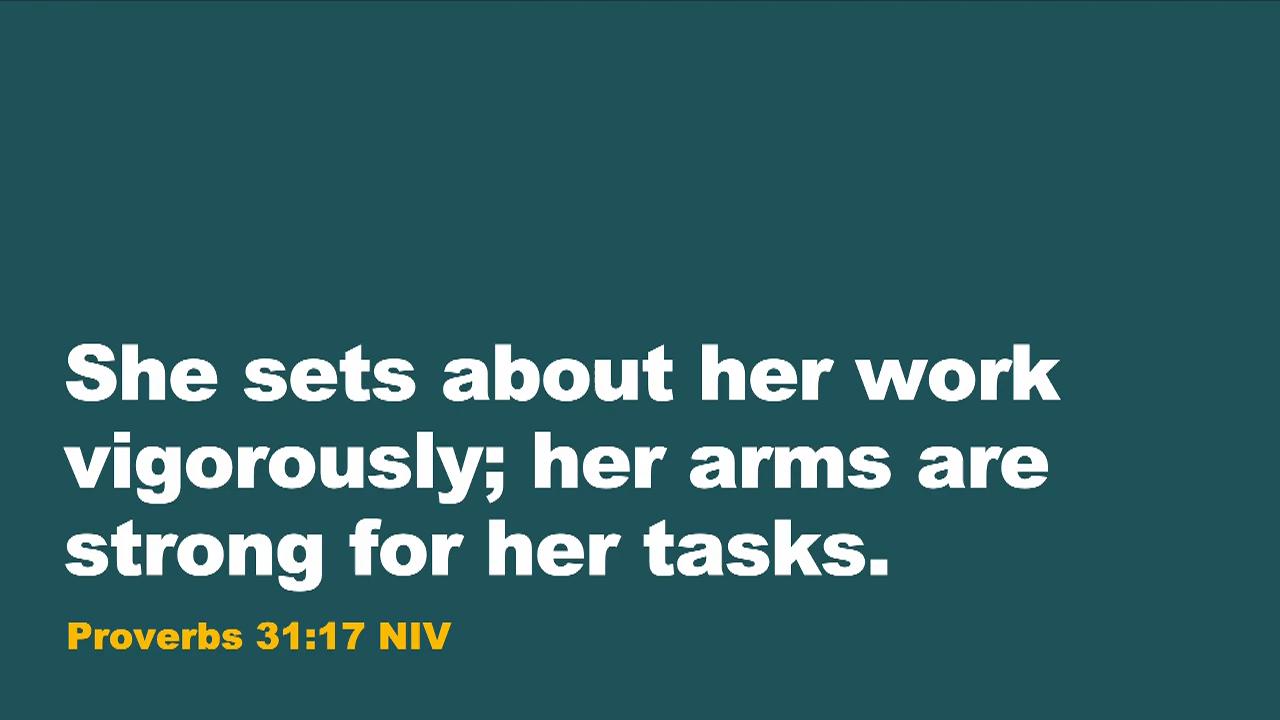 She sets about her work
vigorously; her arms are
strong for her tasks.
Proverbs 31:17 NIV